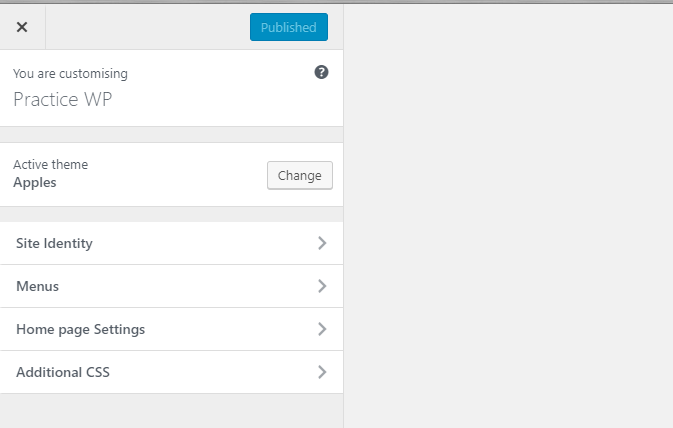 Published
You are customising
Practice WP
Active theme
Apples
Change
Site Identity
Menus
Home page Settings
Additional CSS